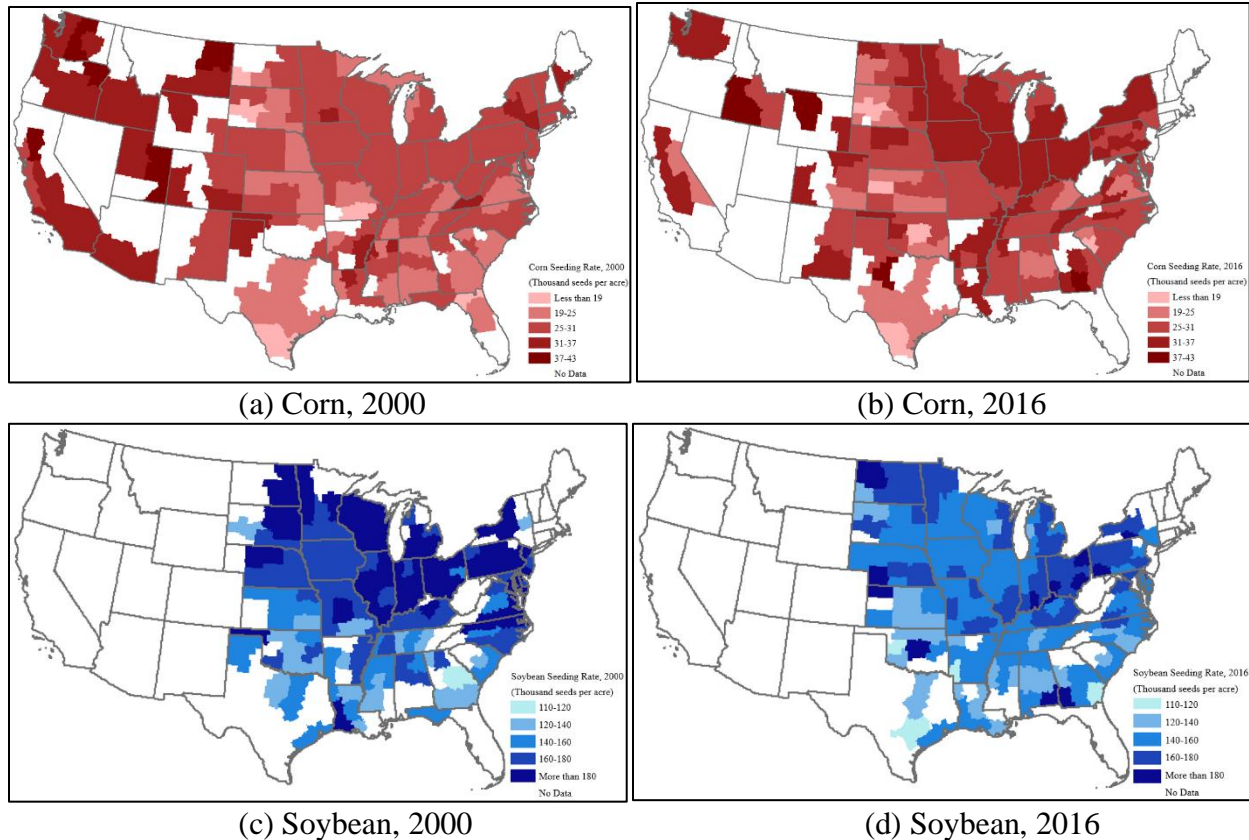 Corn Seeding Rate, 2000
(Thousand seeds per acre)
Less than 19
19-25
25-31
31-37
37-43
No Data
Corn Seeding Rate, 2016
(Thousand seeds per acre)
Less than 19
19-25
25-31
31-37
37-43
No Data
(a) Corn, 2000
(b) Corn, 2016
Soybean Seeding Rate, 2000
(Thousand seeds per acre)
110-120
120-140
140-160
160-180
More than 180
No Data
Soybean Seeding Rate, 2016
(Thousand seeds per acre)
110-120
120-140
140-160
160-180
More than 180
No Data
(c) Soybean, 2000
(d) Soybean, 2016